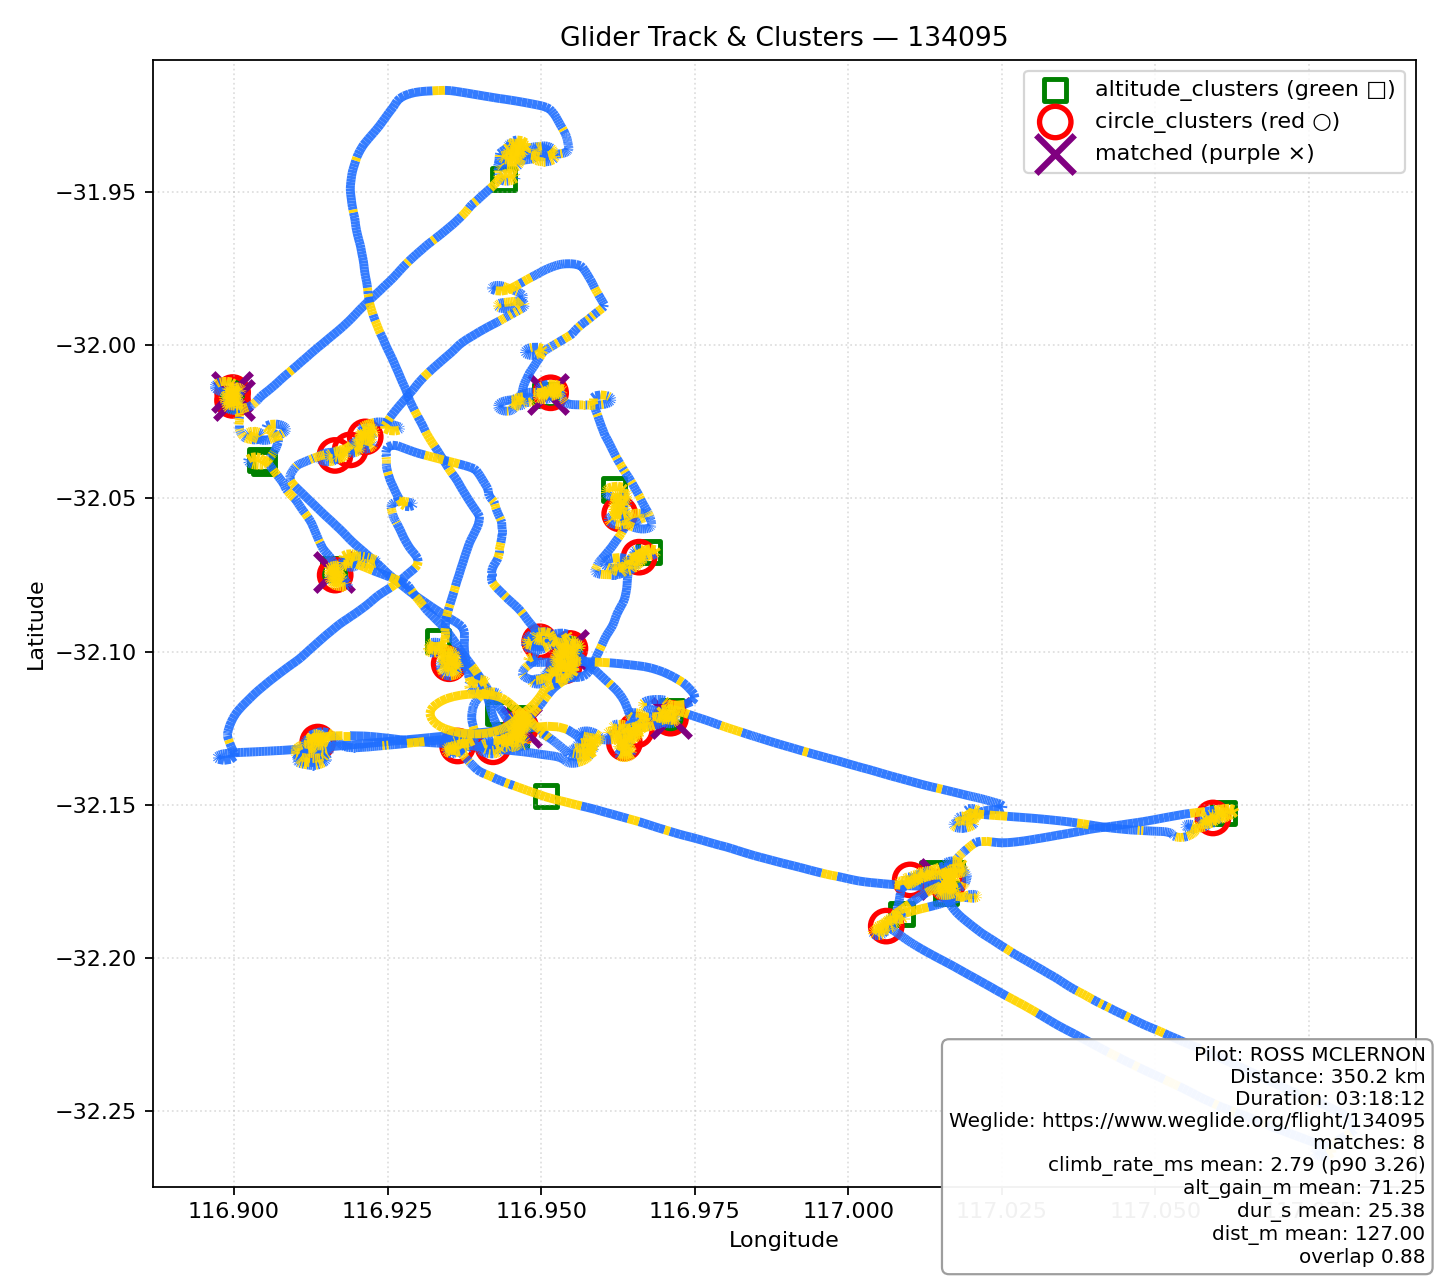 Glider Track & Clusters — 134095
altitude_clusters (green □)
circle_clusters (red ○)
matched (purple ×)
−31.95
−32.00
−32.05
−32.10
−32.15
−32.20
−32.25
Latitude
116.900
116.925
116.950
116.975
117.000
117.025
117.050
Longitude
Pilot: ROSS MCLERNON
Distance: 350.2 km
Duration: 03:18:12
Weglide: https://www.weglide.org/flight/134095
matches: 8
climb_rate_ms mean: 2.79 (p90 3.26)
alt_gain_m mean: 71.25
dur_s mean: 25.38
dist_m mean: 127.00
overlap 0.88